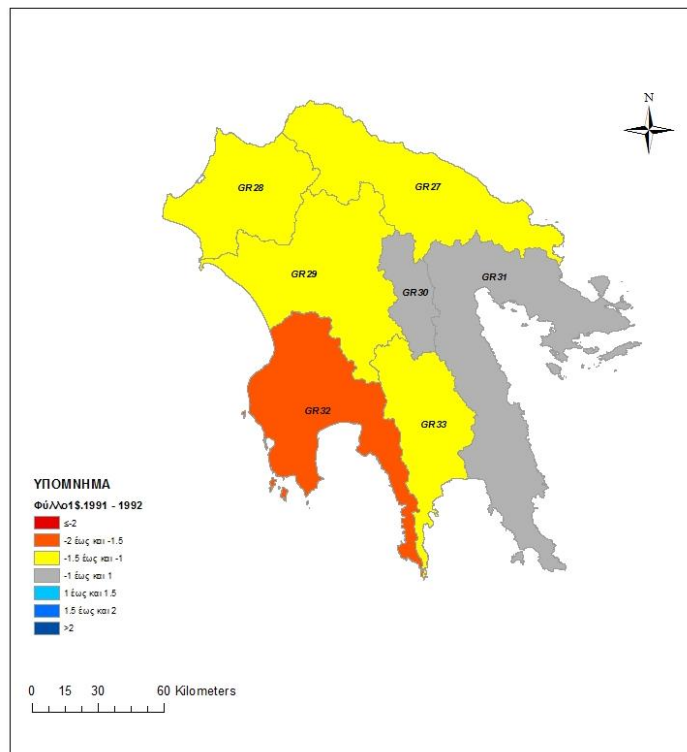 N
GR28
GR27
GR29
GR30
GR31
GR32
GR33
ΥΠΟΜΝΗΜΑ
Φύλλο1$.1991 - 1992
≤-2
-2 έως και -1.5
-1.5 έως και -1
-1 έως και 1
1 έως και 1.5
1.5 έως και 2
>2
0 15 30 60 Kilometers